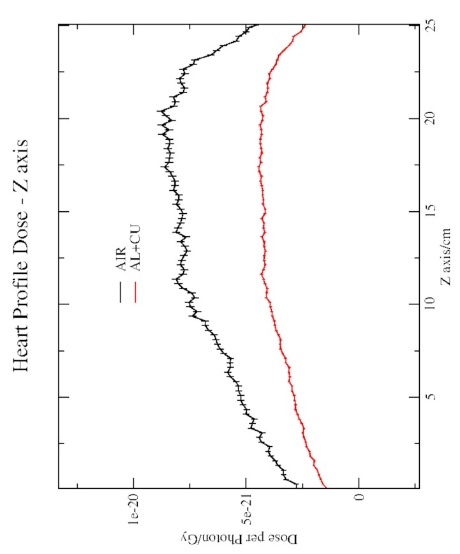 Heart Profile Dose - Z axis
AIR
AL+CU
1e-20
5e-21
0
Dose per Photon/Gy
5
10
15
20
25
Z axis/cm